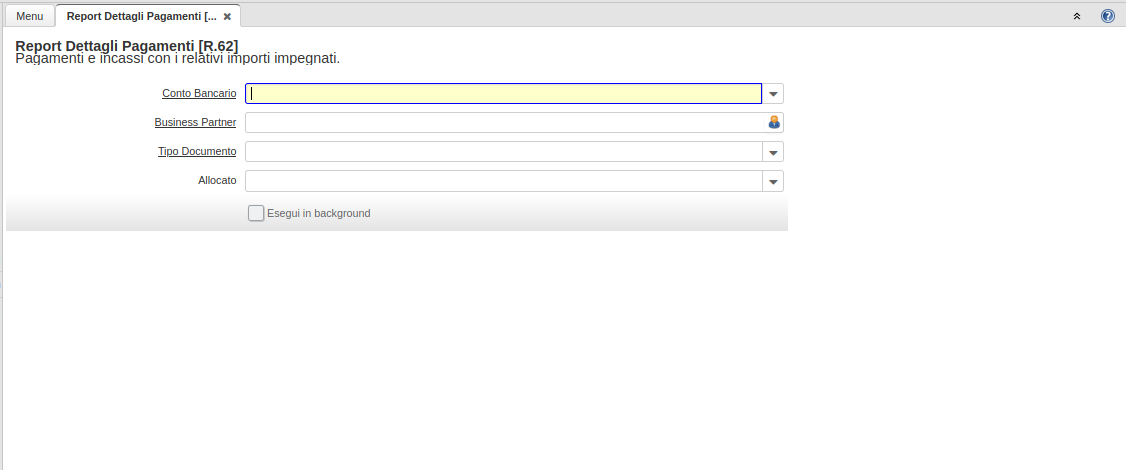 Menu
Report Dettagli Pagamenti [...
Report Dettagli Pagamenti [R.62]
Pagamenti e incassi con i relativi importi impegnati.
Conto Bancario
Business Partner
Tipo Documento
Allocato
Esegui in background